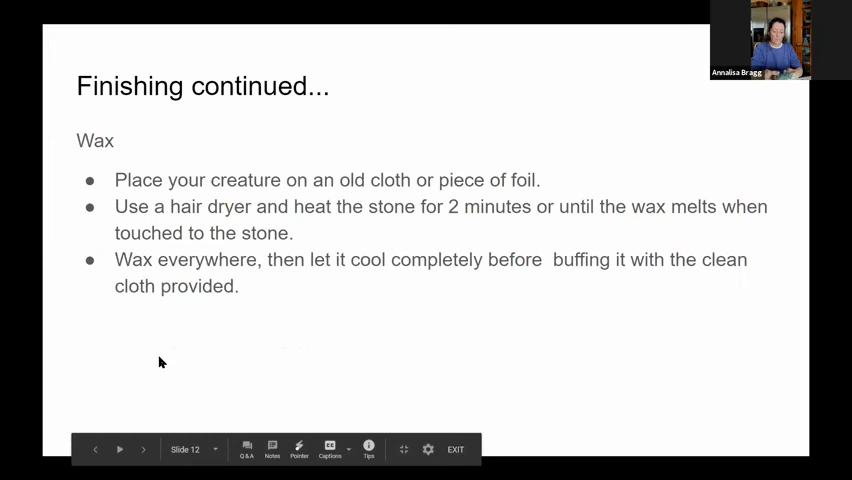 Annalisa Bragg
Finishing continued...
Wax
● Place your creature on an old cloth or piece of foil.
● Use a hair dryer and heat the stone for 2 minutes or until the wax melts when
touched to the stone.
● Wax everywhere, then let it cool completely before  buffing it with the clean
cloth provided.
Slide 12
Q & A
Notes
Pointer
CC
Captions
Tips
EXIT